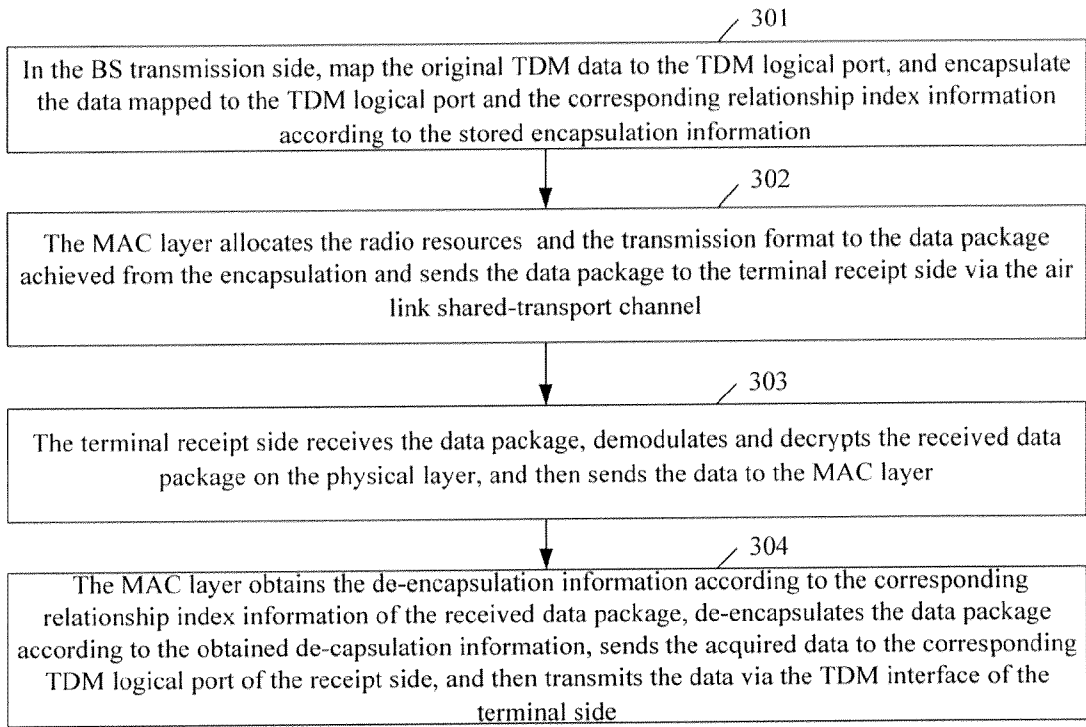 301
In the BS transmission side, map the original TDM data to the TDM logical port, and encapsulate
the data mapped to the TDM logical port and the corresponding relationship index information
according to the stored encapsulation information
302
The MAC layer allocates the radio resources and the transmission format to the data package
achieved from the encapsulation and sends the data package to the terminal receipt side via the air
link shared-transport channel
303
The terminal receipt side receives the data package, demodulates and decrypts the received data
package on the physical layer, and then sends the data to the MAC layer
304
The MAC layer obtains the de-encapsulation information according to the corresponding
relationship index information of the received data package, de-encapsulates the data package
according to the obtained de-capsulation information, sends the acquired data to the corresponding
TDM logical port of the receipt side, and then transmits the data via the TDM interface of the
terminal side